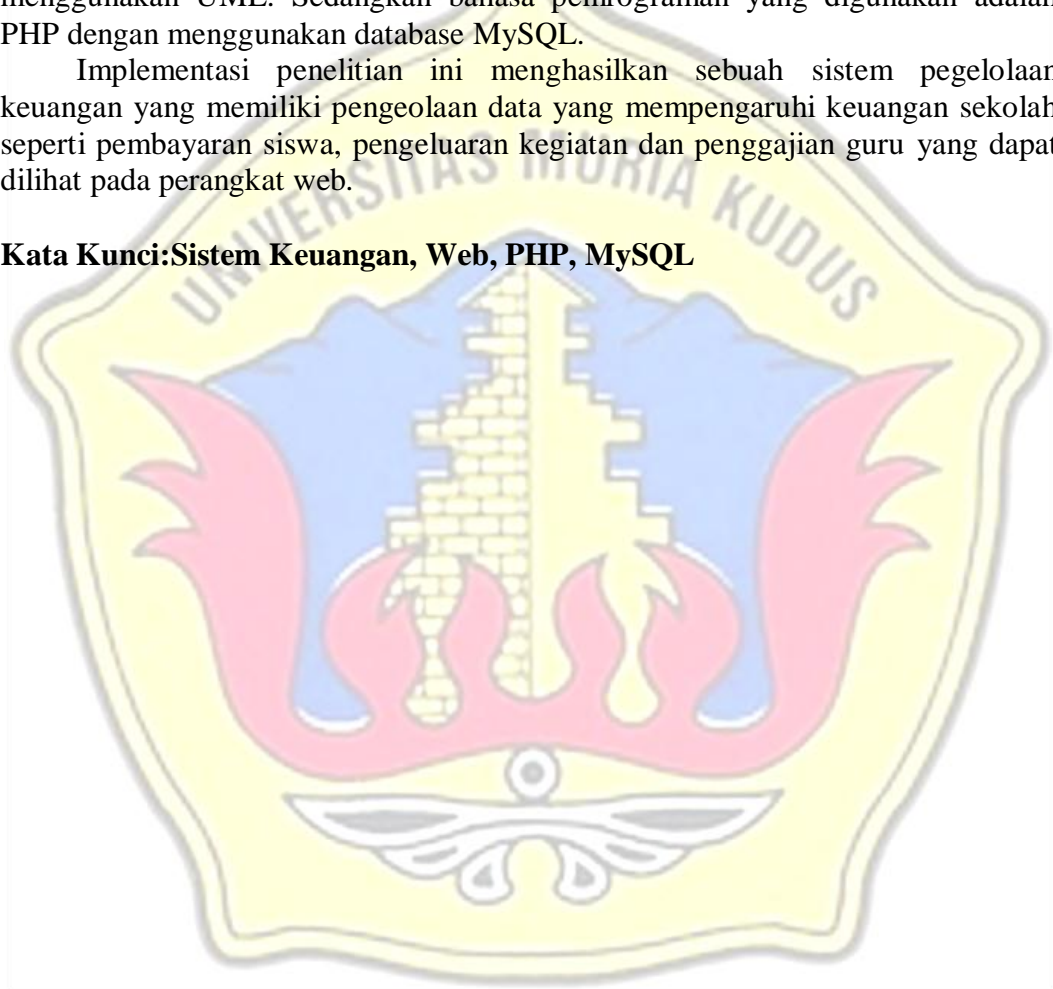 menggunakan UML. Sedangkan bahasa pemrograman yang digunakan adalah
PHP dengan menggunakan database MySQL.
Implementasi penelitian ini menghasilkan sebuah sistem pegelolaan
keuangan yang memiliki pengeolaan data yang mempengaruhi keuangan sekolah
seperti pembayaran siswa, pengeluaran kegiatan dan penggajian guru yang dapat
dilihat pada perangkat web.
UNIVERSITAS MURIA KUDUS
Kata Kunci:Sistem Keuangan, Web, PHP, MySQL